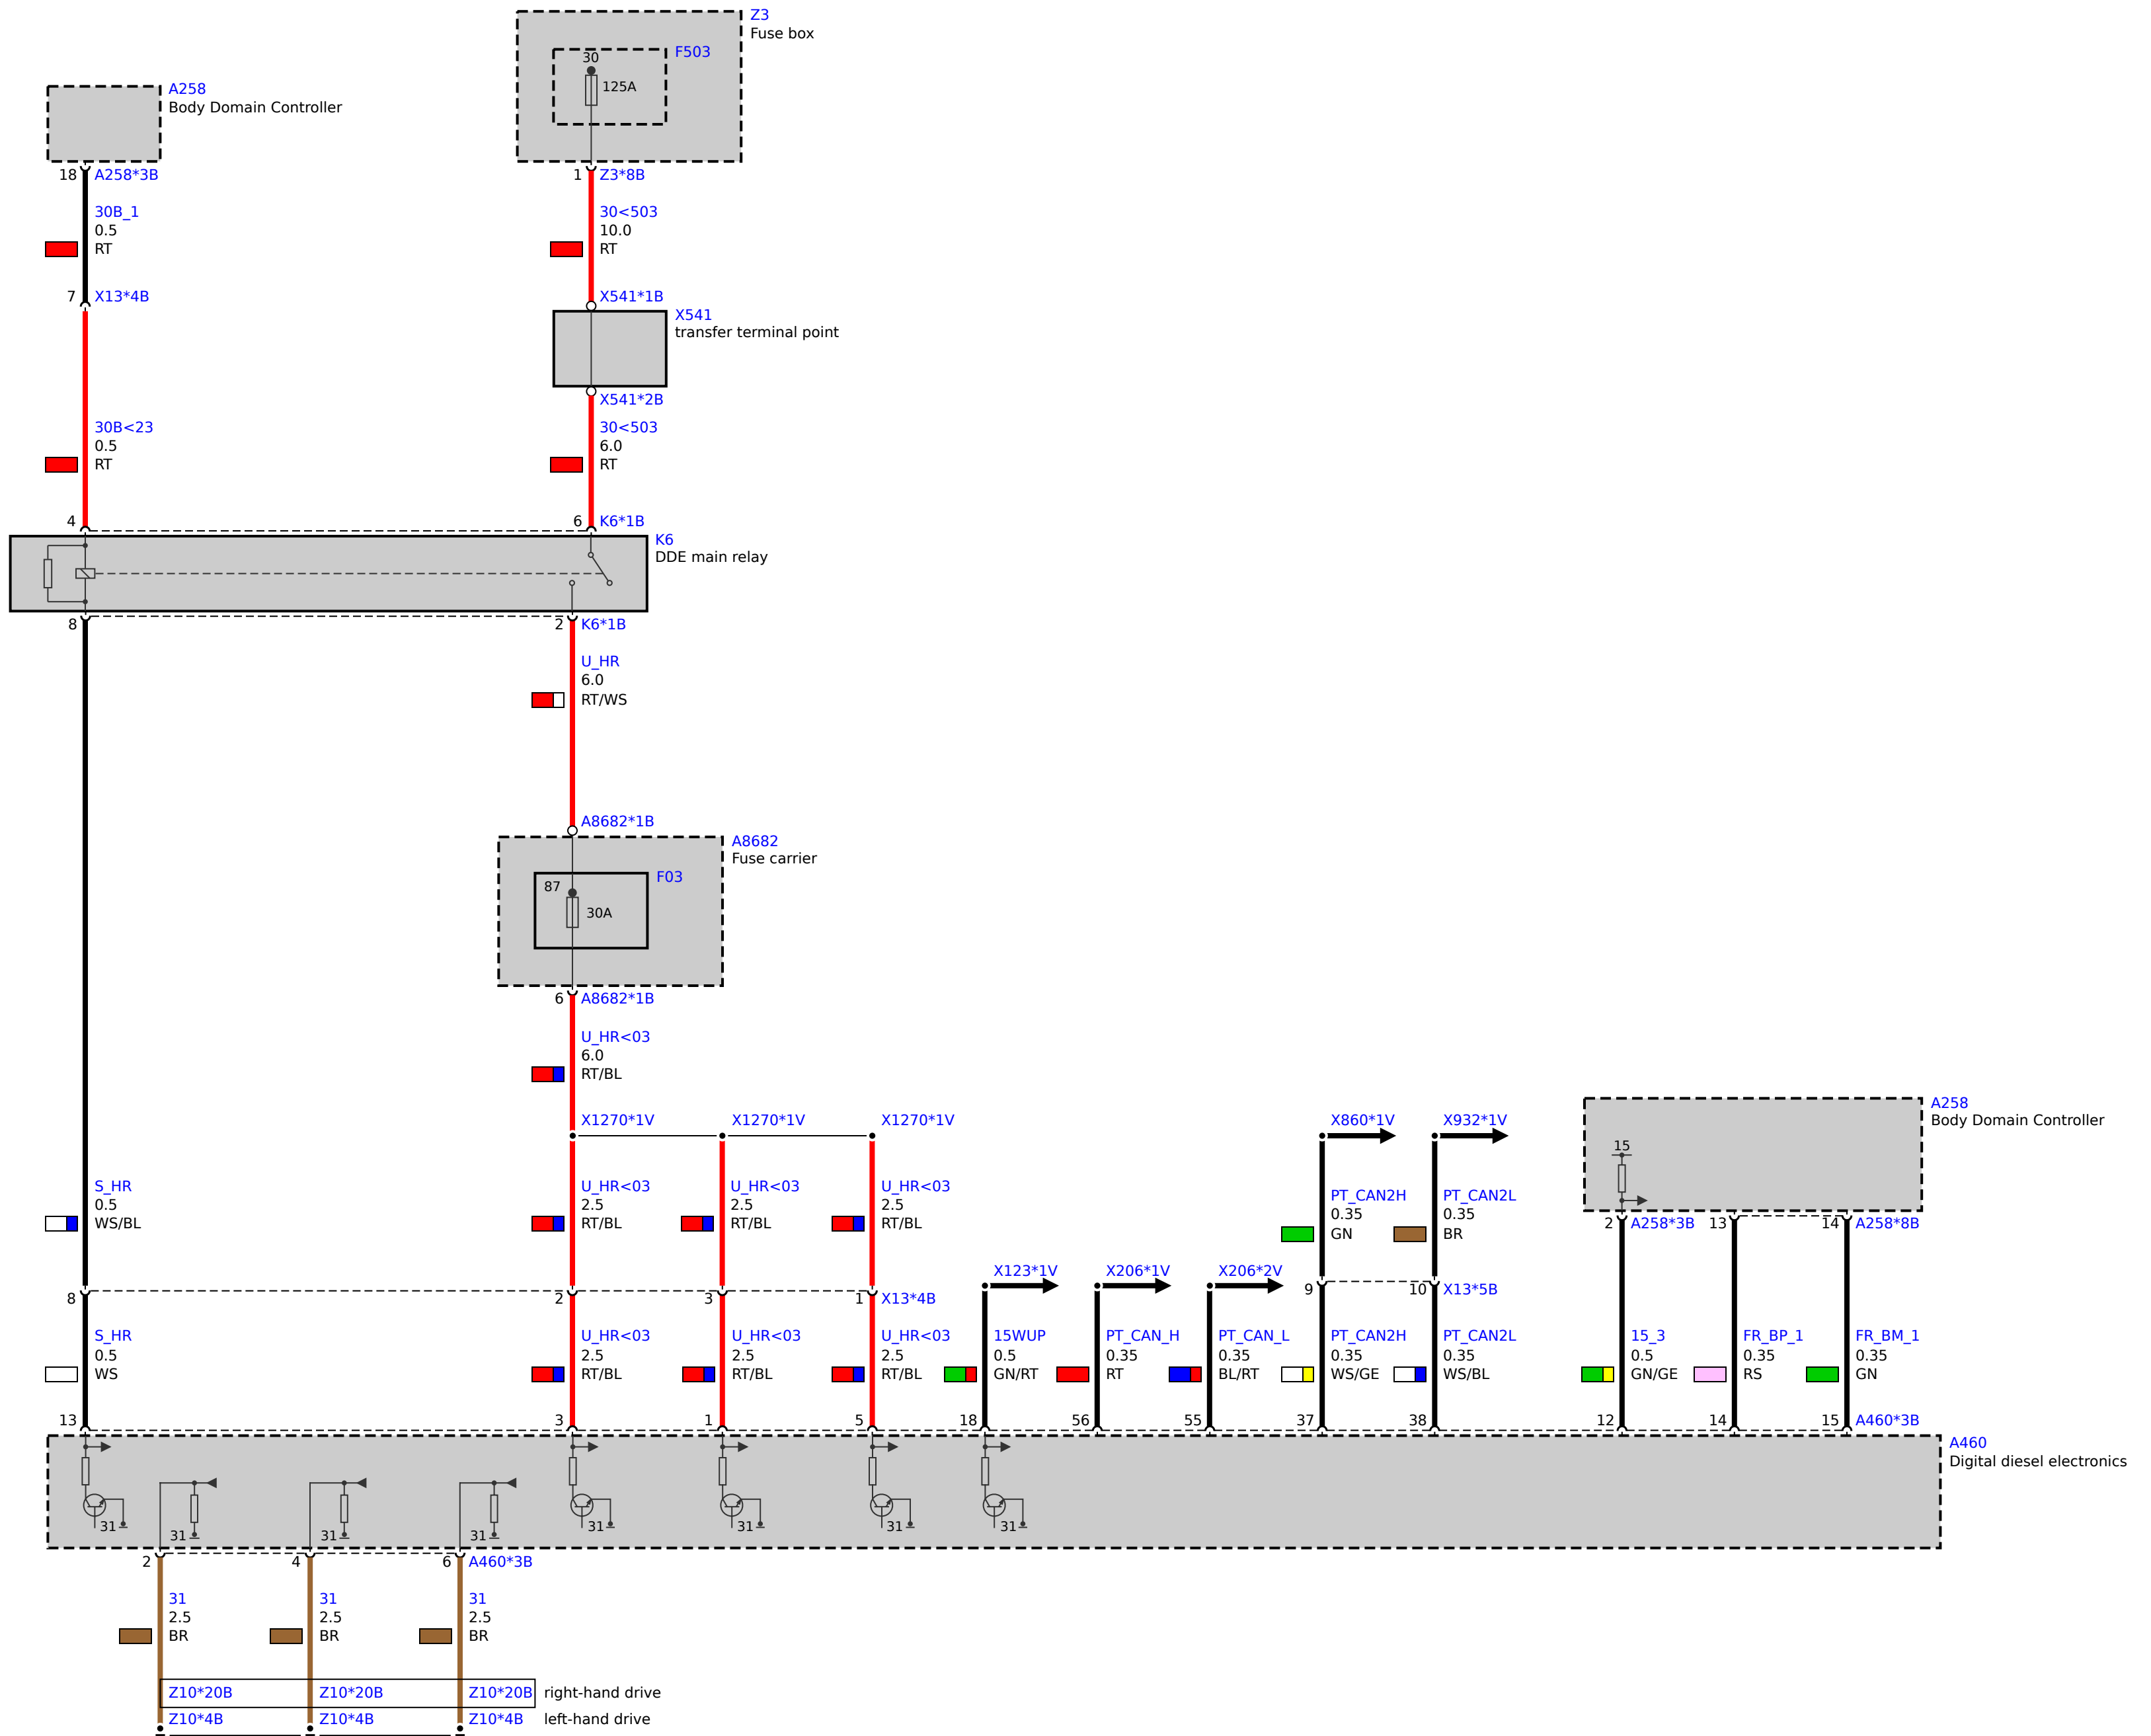 Z3
Fuse box
F503
30
125A
A258
Body Domain Controller
18 A258*3B
1 Z3*8B
30B_1
0.5
RT
30<503
10.0
RT
7 X13*4B
X541*1B
X541
transfer terminal point
X541*2B
30B<23
0.5
RT
30<503
6.0
RT
4
6 K6*1B
K6
DDE main relay
8
2 K6*1B
U_HR
6.0
RT/WS
A8682*1B
A8682
Fuse carrier
F03
87
30A
6 A8682*1B
U_HR<03
6.0
RT/BL
X1270*1V
X1270*1V
X1270*1V
X860*1V
X932*1V
A258
Body Domain Controller
15
S_HR
0.5
WS/BL
U_HR<03
2.5
RT/BL
U_HR<03
2.5
RT/BL
U_HR<03
2.5
RT/BL
PT_CAN2H
0.35
GN
PT_CAN2L
0.35
BR
2 A258*3B
13
14 A258*8B
X123*1V
X206*1V
X206*2V
8
2
3
1 X13*4B
9
10 X13*5B
S_HR
0.5
WS
U_HR<03
2.5
RT/BL
U_HR<03
2.5
RT/BL
U_HR<03
2.5
RT/BL
15WUP
0.5
GN/RT
PT_CAN_H
0.35
RT
PT_CAN_L
0.35
BL/RT
PT_CAN2H
0.35
WS/GE
PT_CAN2L
0.35
WS/BL
15_3
0.5
GN/GE
FR_BP_1
0.35
RS
FR_BM_1
0.35
GN
13
3
1
5
18
56
55
37
38
12
14
15 A460*3B
A460
Digital diesel electronics
31
31
31
31
31
31
31
31
2
4
6 A460*3B
31
2.5
BR
31
2.5
BR
31
2.5
BR
Z10*20B Z10*20B Z10*20B right-hand drive
Z10*4B Z10*4B Z10*4B left-hand drive